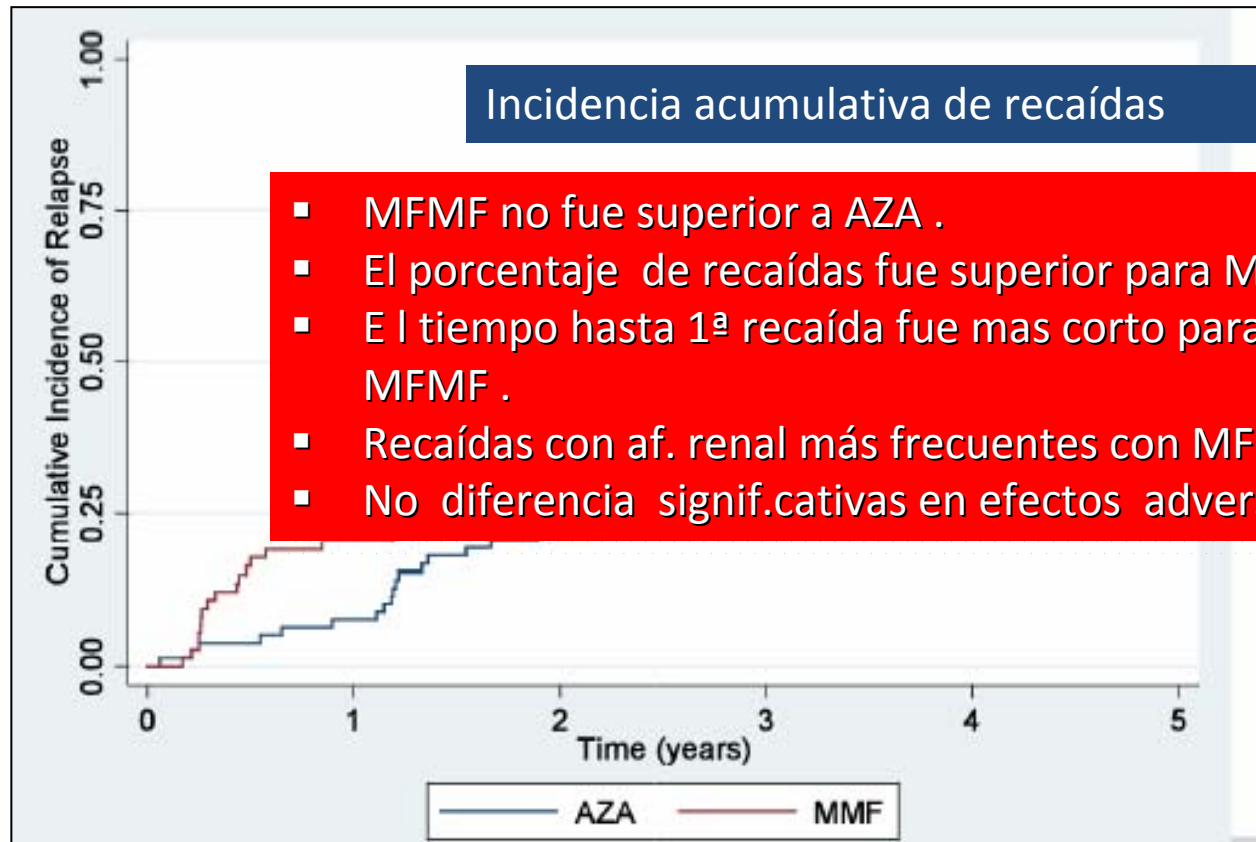 Incidencia acumulativa de recaídas
▪ MFMF no fue superior a AZA .
▪ El porcentaje de recaídas fue superior para M
▪ E l tiempo hasta 1ª recaída fue mas corto para
MFMF .
▪ Recaídas con af. renal más frecuentes con MF
▪ No diferencia signif.cativas en efectos adver
Cumulative Incidence of Relapse
1.00
0.75
0.50
0.25
0.00
0 1 2 3 4 5
Time (years)
AZA MMF